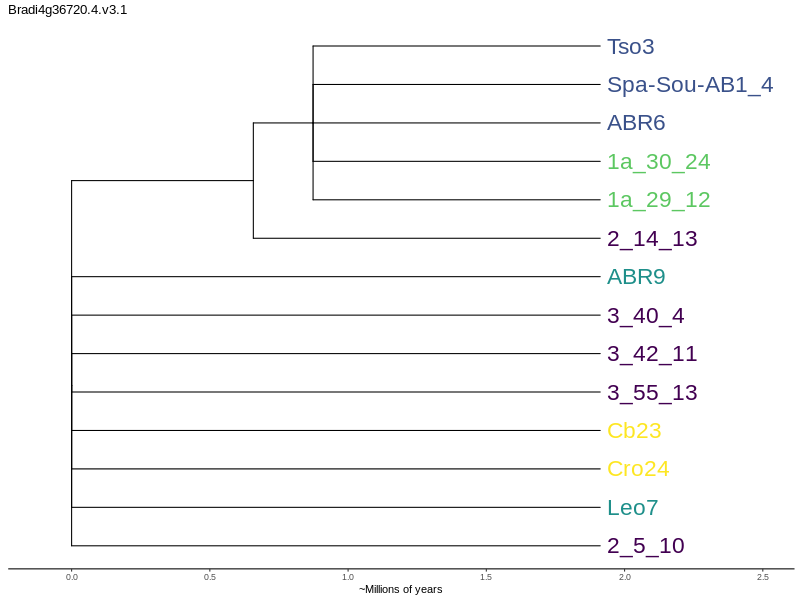 Bradi4g36720.4.v3.1
Tso3
Spa-Sou-AB1_4
ABR6
1a_30_24
1a_29_12
2_14_13
ABR9
3_40_4
3_42_11
3_55_13
Cb23
Cro24
Leo7
2_5_10
0.0 0.5 1.0 1.5 2.0 2.5
~Millions of years